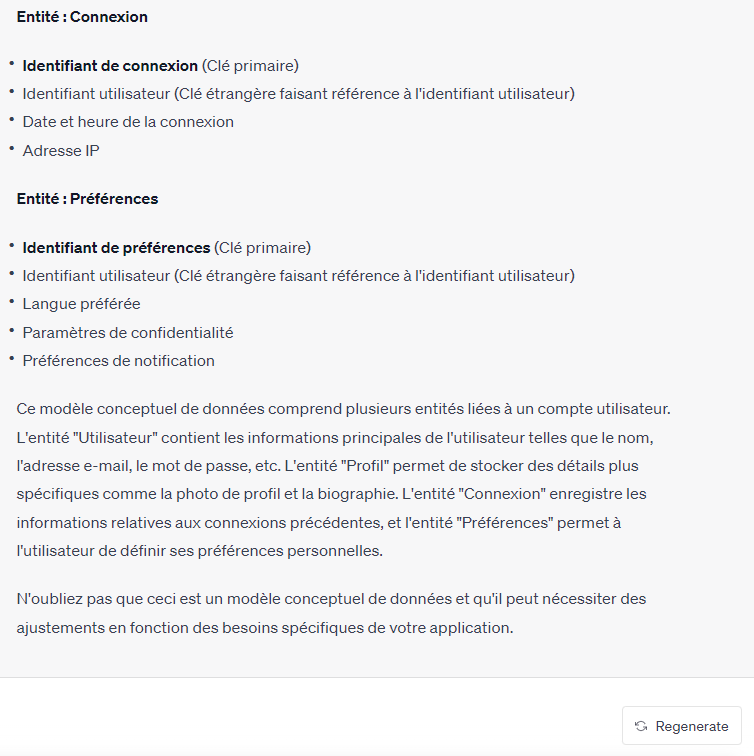 Entité : Connexion
• Identifiant de connexion (Clé primaire)
• Identifiant utilisateur (Clé étrangère faisant référence à l'identifiant utilisateur)
• Date et heure de la connexion
• Adresse IP
Entité : Préférences
• Identifiant de préférences (Clé primaire)
• Identifiant utilisateur (Clé étrangère faisant référence à l'identifiant utilisateur)
• Langue préférée
• Paramètres de confidentialité
• Préférences de notification
Ce modèle conceptuel de données comprend plusieurs entités liées à un compte utilisateur.
L'entité "Utilisateur" contient les informations principales de l'utilisateur telles que le nom,
l'adresse e-mail, le mot de passe, etc. L'entité "Profil" permet de stocker des détails plus
spécifiques comme la photo de profil et la biographie. L'entité "Connexion" enregistre les
informations relatives aux connexions précédentes, et l'entité "Préférences" permet à
l'utilisateur de définir ses préférences personnelles.
N'oubliez pas que ceci est un modèle conceptuel de données et qu'il peut nécessiter des
ajustements en fonction des besoins spécifiques de votre application.
Regenerate